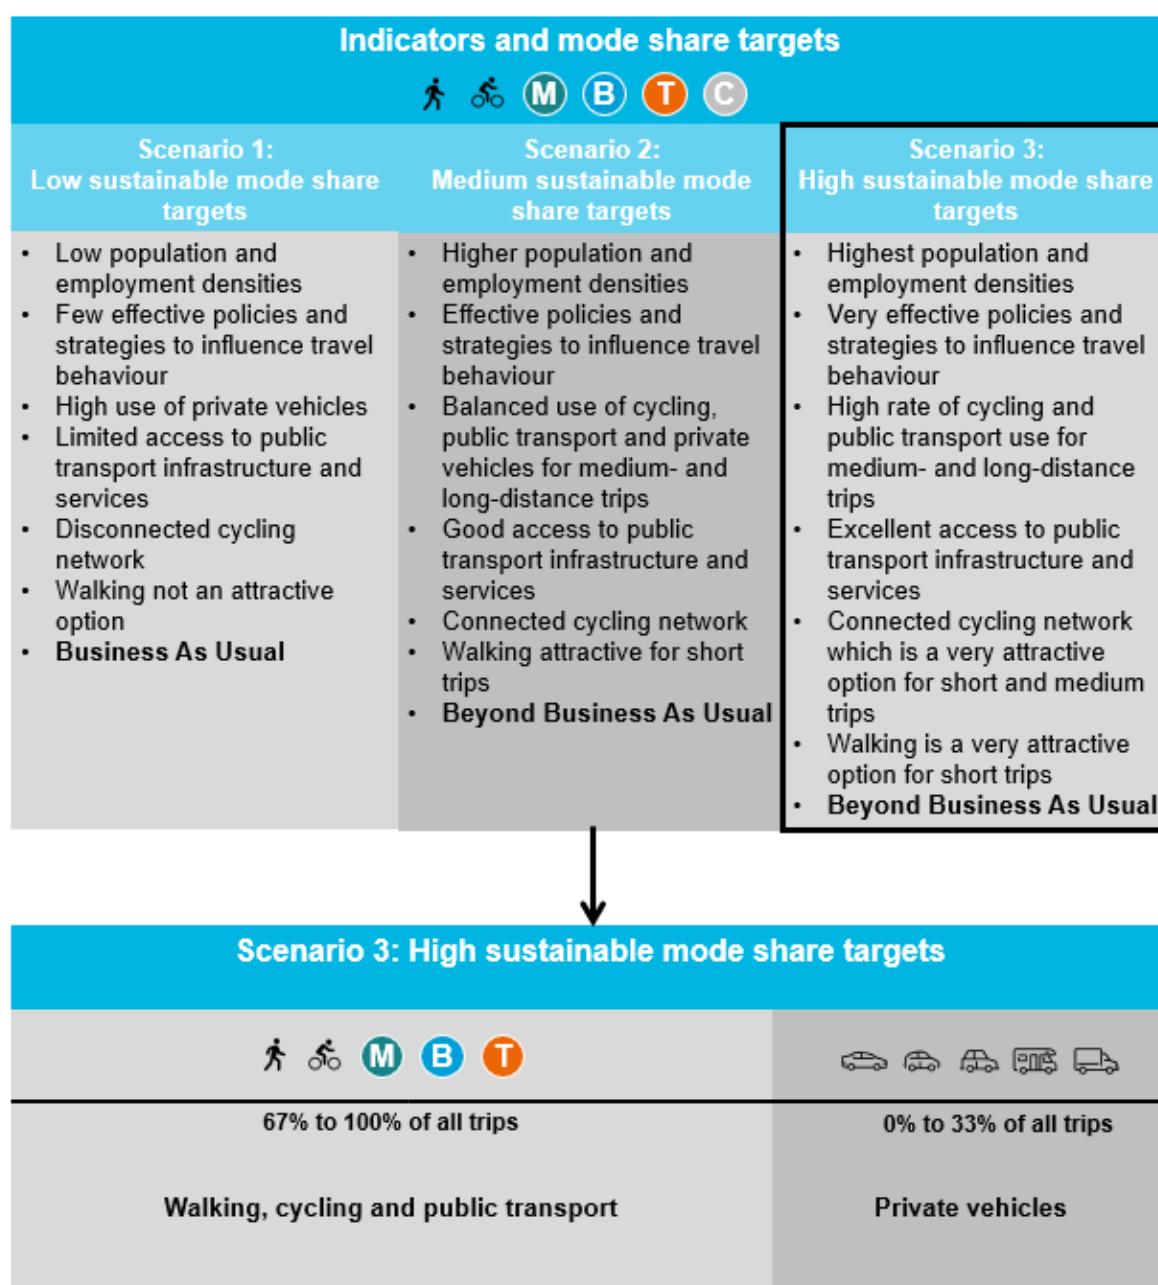 Indicators and mode share targets
M B T C
Scenario 1:
Low sustainable mode share
targets
• Low population and
employment densities
• Few effective policies and
strategies to influence travel
behaviour
• High use of private vehicles
• Limited access to public
transport infrastructure and
services
• Disconnected cycling
network
• Walking not an attractive
option
• Business As Usual
Scenario 2:
Medium sustainable mode
share targets
• Higher population and
employment densities
• Effective policies and
strategies to influence travel
behaviour
• Balanced use of cycling,
public transport and private
vehicles for medium- and
long-distance trips
• Good access to public
transport infrastructure and
services
• Connected cycling network
• Walking attractive for short
trips
• Beyond Business As Usual
Scenario 3:
High sustainable mode share
targets
• Highest population and
employment densities
• Very effective policies and
strategies to influence travel
behaviour
• High rate of cycling and
public transport use for
medium- and long-distance
trips
• Excellent access to public
transport infrastructure and
services
• Connected cycling network
which is a very attractive
option for short and medium
trips
• Walking is a very attractive
option for short trips
• Beyond Business As Usual
Scenario 3: High sustainable mode share targets
M B T
67% to 100% of all trips
Walking, cycling and public transport
0% to 33% of all trips
Private vehicles